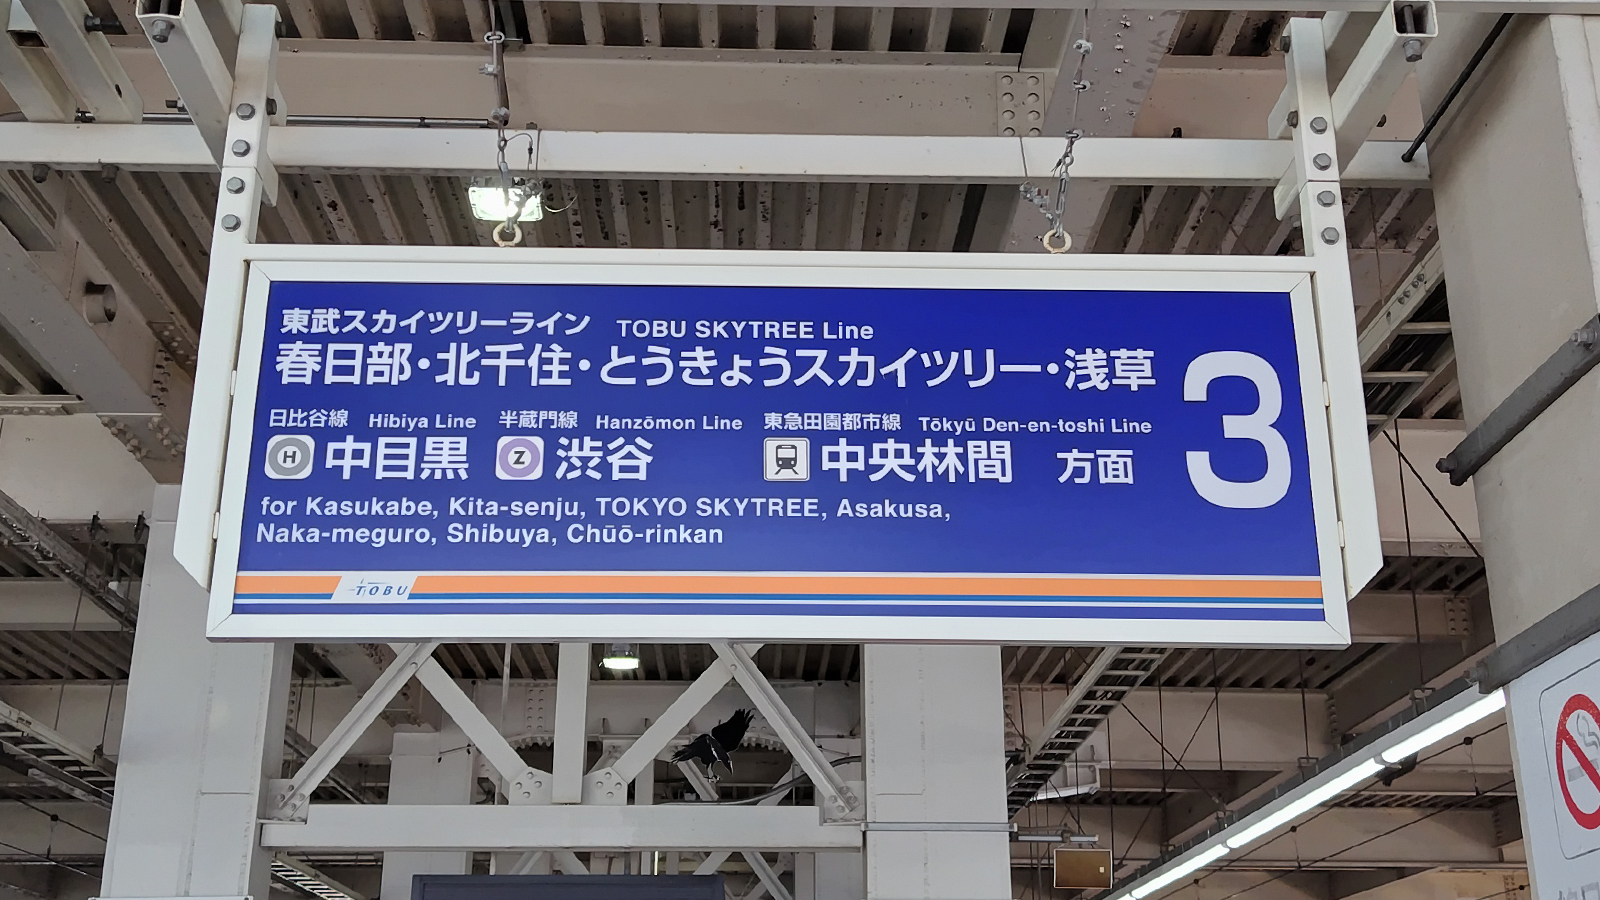 東武スカイツリーライン TOBU SKYTREE Line
春日部・北千住・とうきょうスカイツリー・浅草
3
日比谷線 Hibiya Line 半蔵門線 Hanzōmon Line 東急田園都市線 Tōkyū Den-en-toshi Line
H 中目黒 Z 渋谷 中央林間 方面
for Kasukabe, Kita-senju, TOKYO SKYTREE, Asakusa,
Naka-meguro, Shibuya, Chūō-rinkan
TOBU